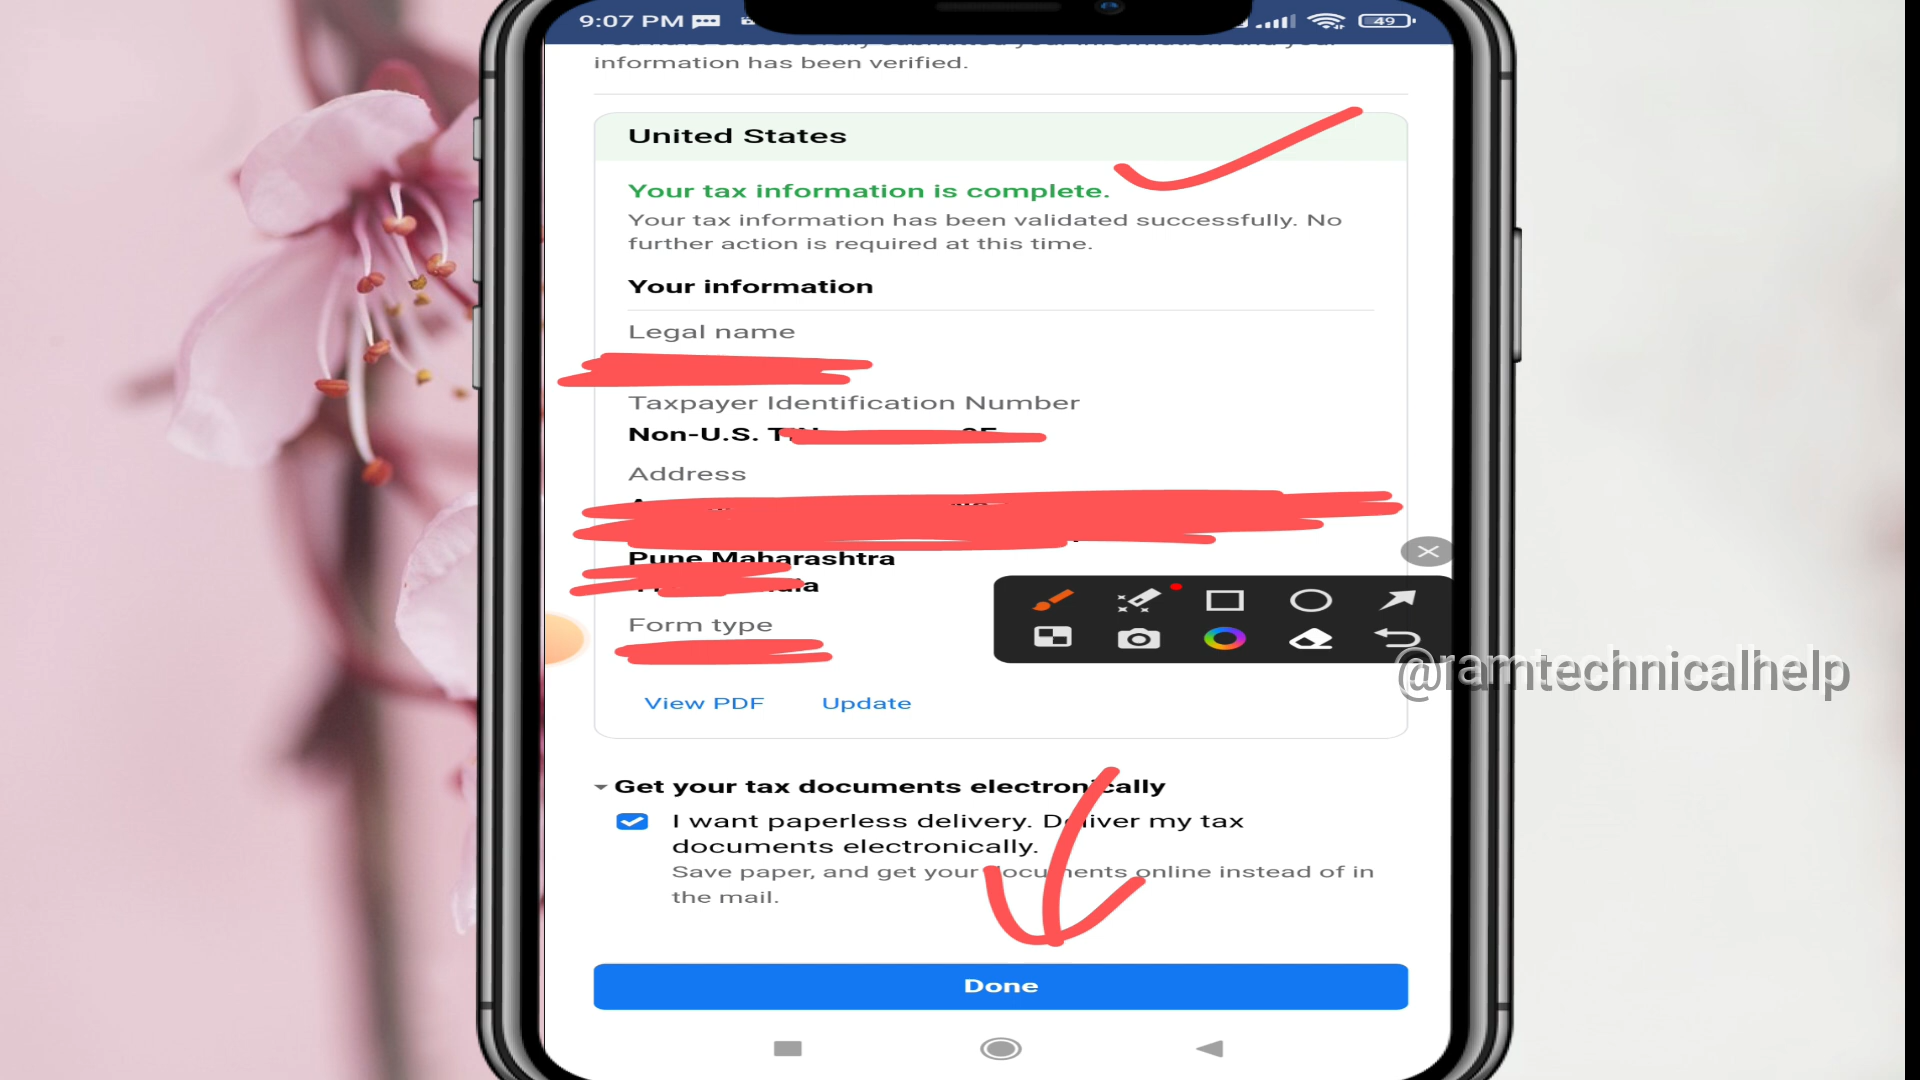 9:07 PM
49
information has been verified.
United States
Your tax information is complete.
Your tax information has been validated successfully. No
further action is required at this time.
Your information
Legal name
Taxpayer Identification Number
Non-U.S.
Address
Pune Maharashtra
Form type
@ramtechnicalhelp
View PDF Update
Get your tax documents electronically
I want paperless delivery. Deliver my tax
documents electronically.
Save paper, and get your documents online instead of in
the mail.
Done